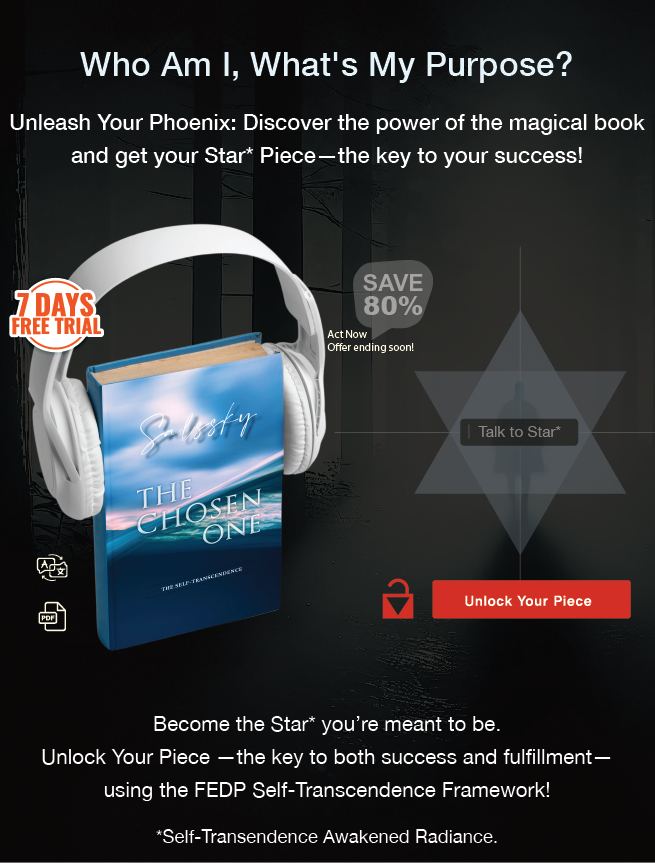 Who Am I, What's My Purpose?
Unleash Your Phoenix: Discover the power of the magical book
and get your Star* Piece—the key to your success!
7 DAYS
FREE TRIAL
SAVE
80%
Act Now
Offer ending soon!
Sulssky
THE
CHOSEN
ONE
THE SELF-TRANSCENDENCE
Talk to Star*
A 文
PDF
Unlock Your Piece
Become the Star* you’re meant to be.
Unlock Your Piece —the key to both success and fulfillment—
using the FEDP Self-Transcendence Framework!
*Self-Transendence Awakened Radiance.